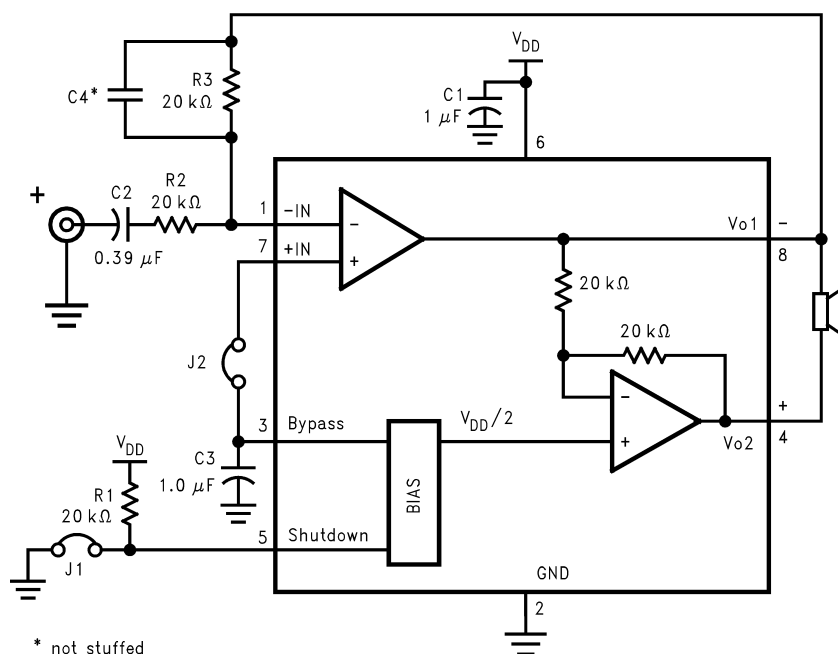 R3
20 kΩ
C4*
V_DD
C1
1 μF
6
+
C2
R2
20 kΩ
0.39 μF
1
-IN
7
+IN
-
+
Vo1
-
8
20 kΩ
20 kΩ
J2
3
Bypass
V_DD/2
-
+
+
Vo2
4
C3
1.0 μF
BIAS
V_DD
R1
20 kΩ
5
Shutdown
J1
GND
2
* not stuffed